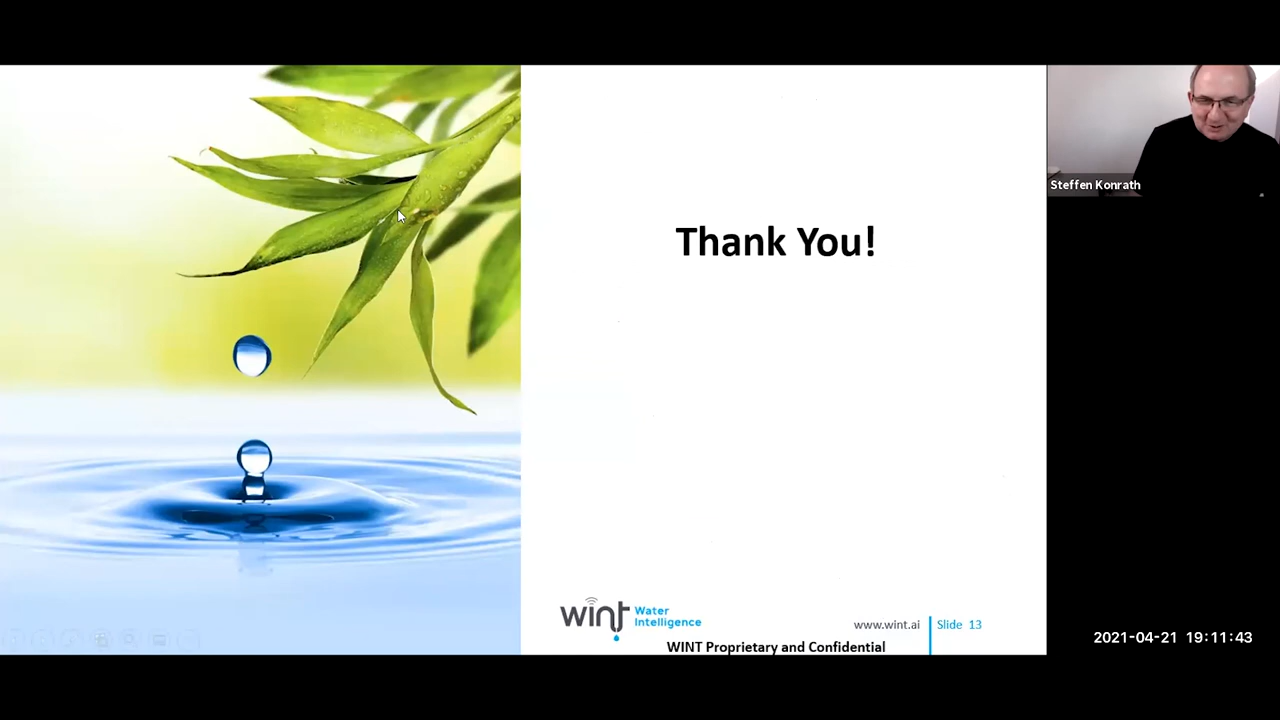 Thank You!
Steffen Konrath
wint Water
Intelligence
www.wint.ai
Slide 13
WINT Proprietary and Confidential
2021-04-21 19:11:43